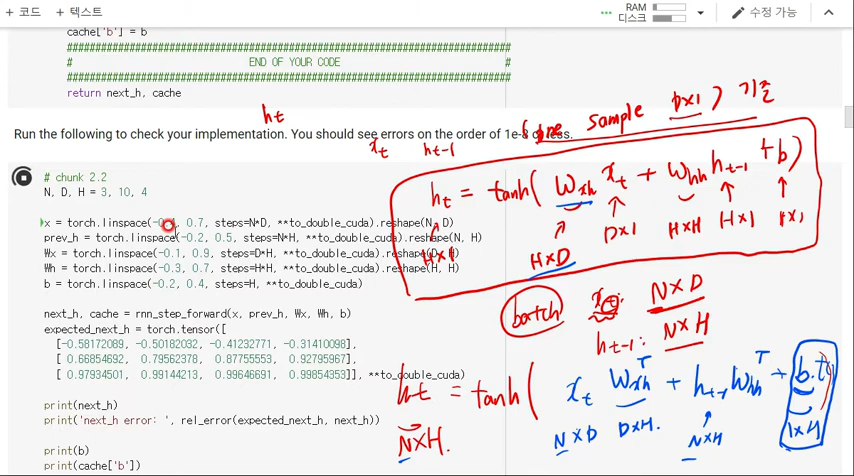 + 코드 + 텍스트
RAM
디스크
수정 가능
cache['b'] = b
##################################################
# END OF YOUR CODE #
##################################################
return next_h, cache
ht
(one sample D×1) 기준
Run the following to check your implementation. You should see errors on the order of 1e-8 or less.
xt ht-1
# chunk 2.2
N, D, H = 3, 10, 4
ht = tanh( Wxh xt + Whh ht-1 + b)
x = torch.linspace( 0.7, steps=N*D, **to_double_cuda).reshape(N, D)
prev_h = torch.linspace(-0.2, 0.5, steps=N*H, **to_double_cuda).reshape(N, H)
Wx = torch.linspace(-0.1, 0.9, steps=D*H, **to_double_cuda).reshape(D, H)
Wh = torch.linspace(-0.3, 0.7, steps=H*H, **to_double_cuda).reshape(H, H)
b = torch.linspace(-0.2, 0.4, steps=H, **to_double_cuda)
H×1 H×D D×1 H×H H×1 H×1
batch xt: N×D
ht-1: N×H
next_h, cache = rnn_step_forward(x, prev_h, Wx, Wh, b)
expected_next_h = torch.tensor([
[-0.58172089, -0.50182032, -0.41232771, -0.31410098],
[ 0.66854692, 0.79562378, 0.87755553, 0.92795967],
[ 0.97934501, 0.99144213, 0.99646691, 0.99854353]], **to_double_cuda)
ht = tanh( xt WxhT + ht-1 WhhT + b.T)
N×H. N×D D×H. N×H 1×H
print(next_h)
print('next_h error: ', rel_error(expected_next_h, next_h))
print(b)
print(cache['b'])